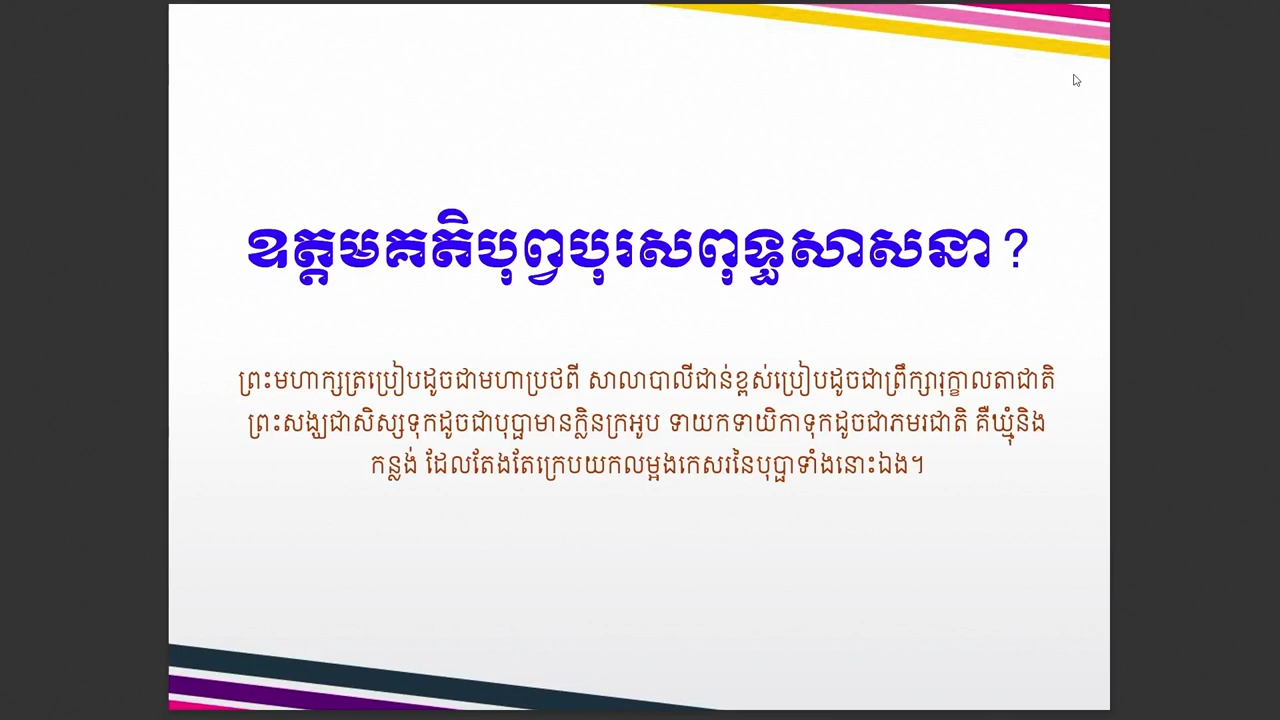 ឧត្តមគតិបុព្វបុរសពុទ្ធសាសនា ?
ព្រះមហាក្សត្រប្រៀបដូចជាមហាប្រថពី សាលាបាលីជាន់ខ្ពស់ប្រៀបដូចជាព្រឹក្សារុក្ខាលតាជាតិ
ព្រះសង្ឃជាសិស្សទុកដូចជាបុប្ផាមានក្លិនក្រអូប ទាយកទាយិកាទុកដូចជាភមរជាតិ គឺឃ្មុំនិង
កន្លង់ ដែលតែងតែក្រេបយកលម្អងកេសរនៃបុប្ផាទាំងនោះឯង។